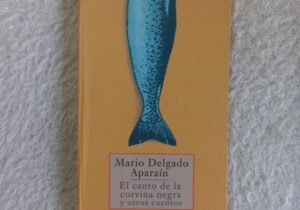 Mario Delgado
Aparaín
El canto de la
corvina negra
y otros cuentos